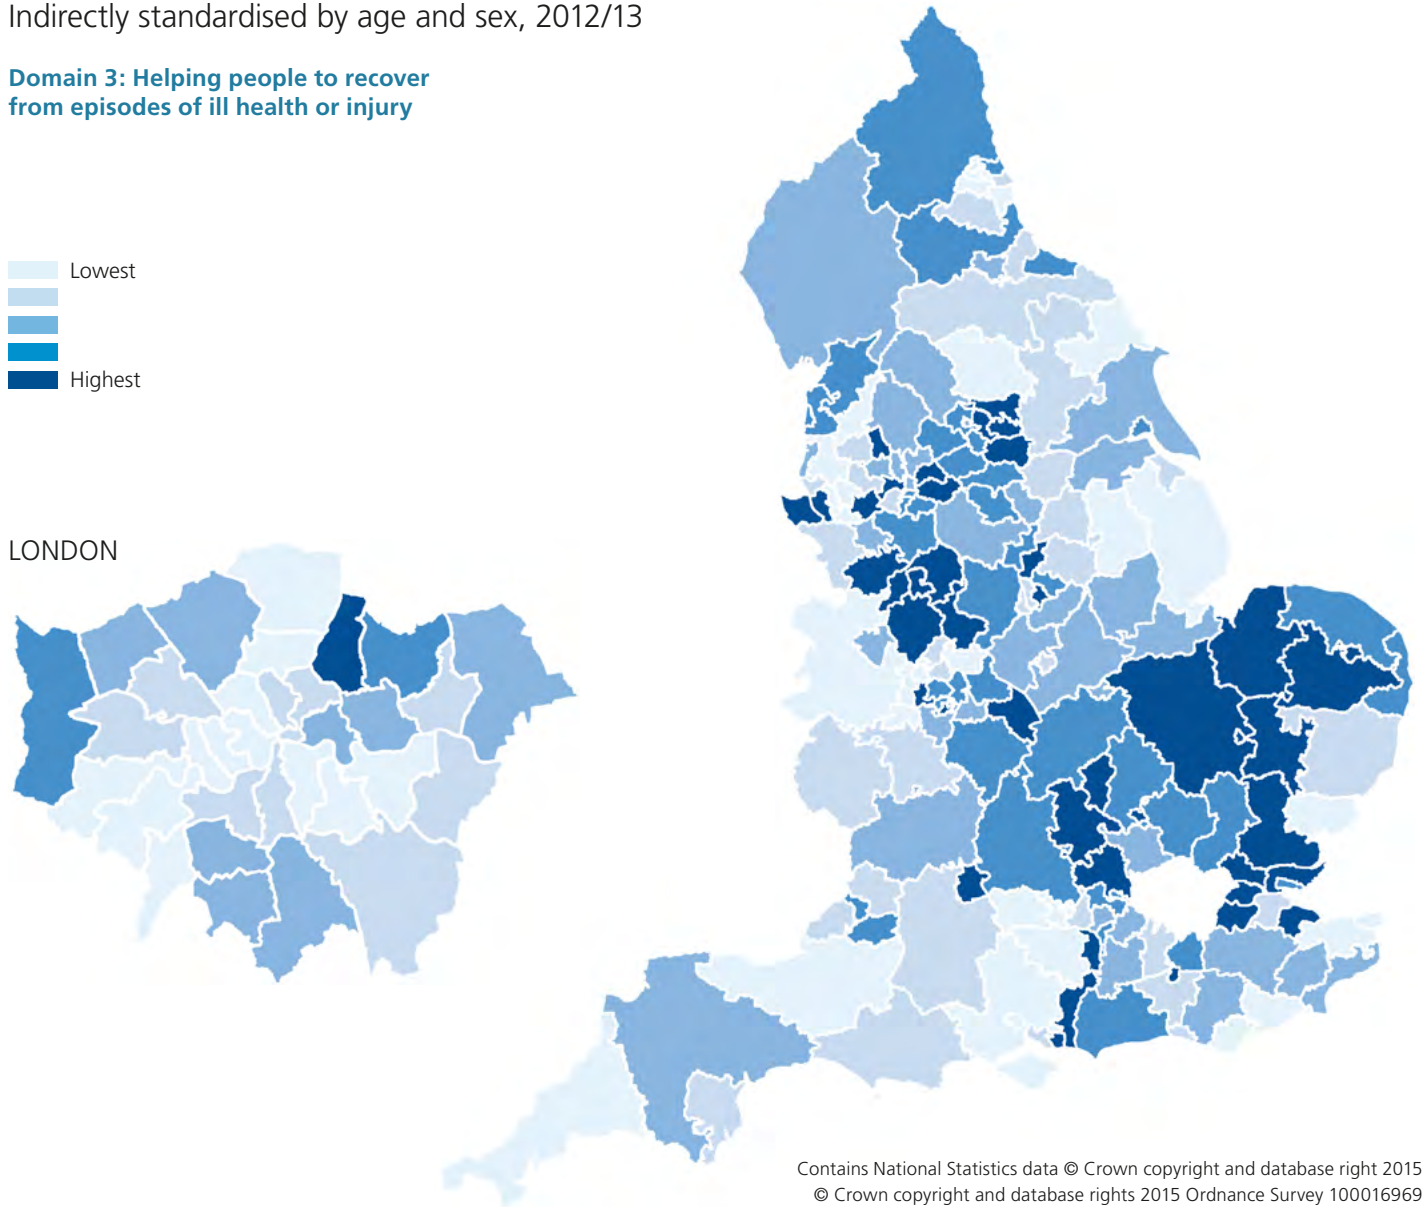 Indirectly standardised by age and sex, 2012/13
Domain 3: Helping people to recover
from episodes of ill health or injury
Lowest
Highest
LONDON
Contains National Statistics data © Crown copyright and database right 2015
© Crown copyright and database rights 2015 Ordnance Survey 100016969